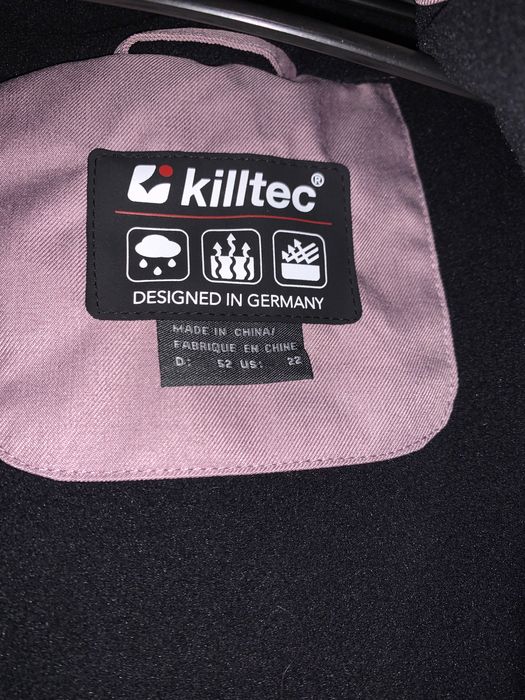 killtec®
DESIGNED IN GERMANY
MADE IN CHINA/
FABRIQUE EN CHINE
D: 52 US: 22